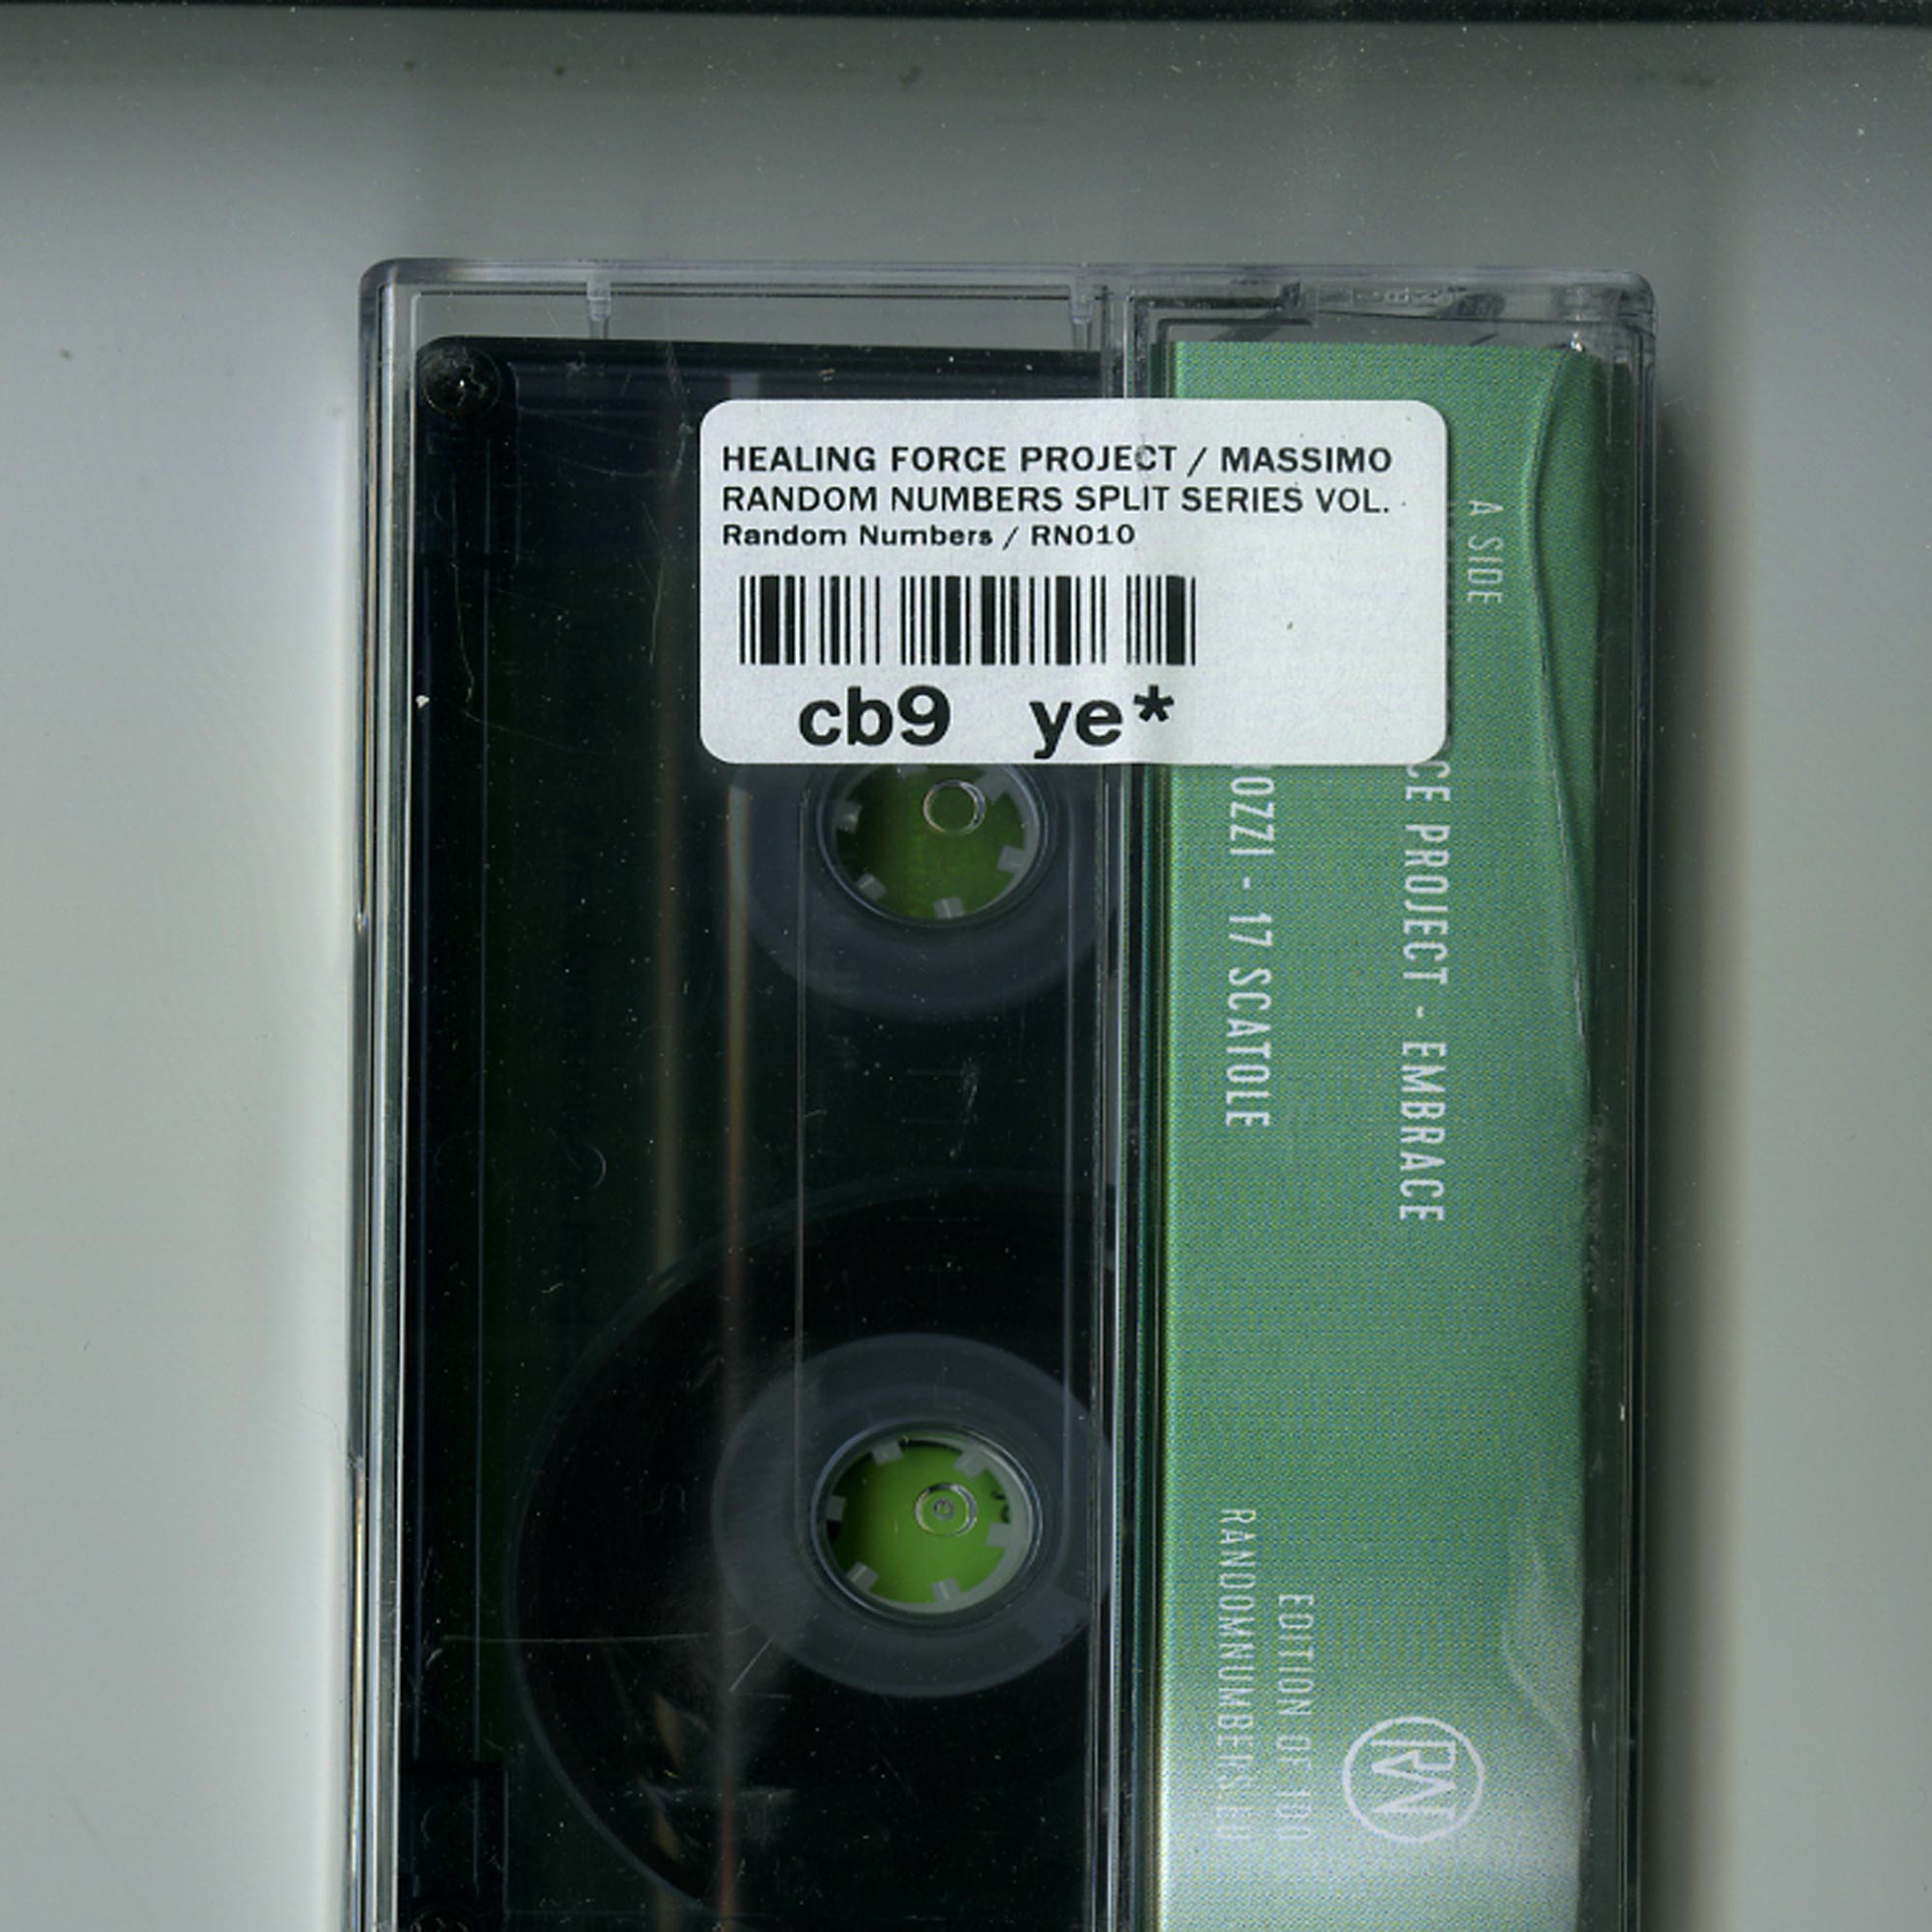 HEALING FORCE PROJECT / MASSIMO
RANDOM NUMBERS SPLIT SERIES VOL.
Random Numbers / RN010
cb9 ye*
A SIDE
CE PROJECT - EMBRACE
OZZI - 17 SCATOLE
EDITION OF 100
RANDOMNUMBERS.
RN